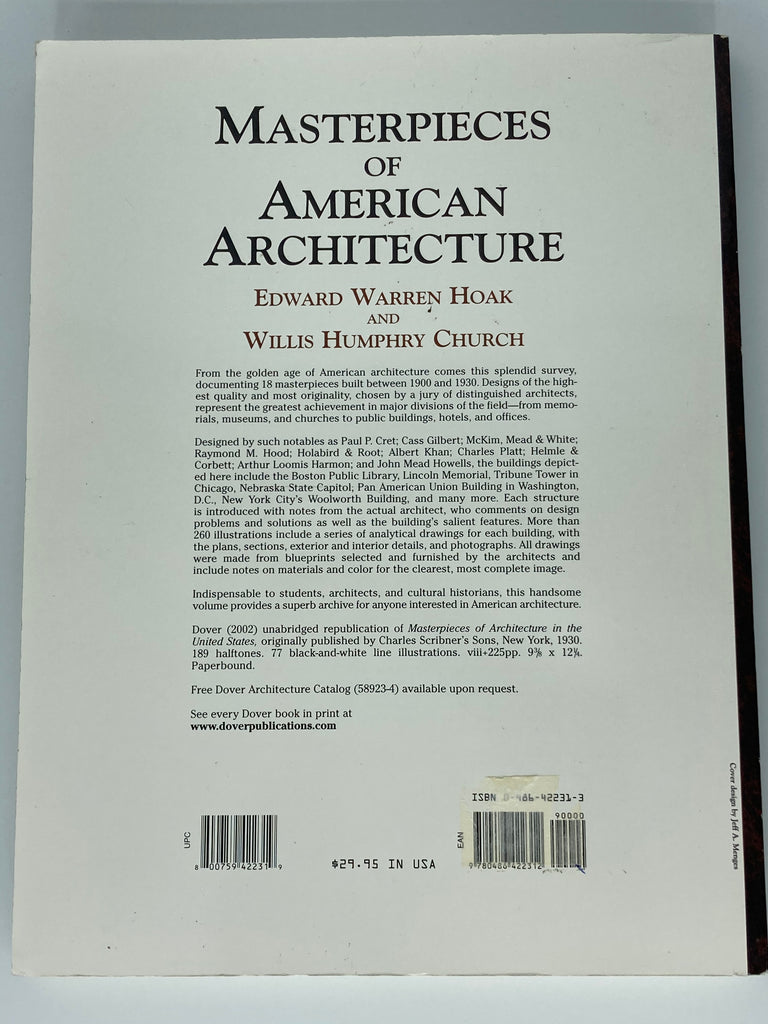 MASTERPIECES
OF
AMERICAN
ARCHITECTURE
EDWARD WARREN HOAK
AND
WILLIS HUMPHRY CHURCH
From the golden age of American architecture comes this splendid survey,
documenting 18 masterpieces built between 1900 and 1930. Designs of the high-
est quality and most originality, chosen by a jury of distinguished architects,
represent the greatest achievement in major divisions of the field—from memo-
rials, museums, and churches to public buildings, hotels, and offices.
Designed by such notables as Paul P. Cret; Cass Gilbert; McKim, Mead & White;
Raymond M. Hood; Holabird & Root; Albert Khan; Charles Platt; Helmle &
Corbett; Arthur Loomis Harmon; and John Mead Howells, the buildings depict-
ed here include the Boston Public Library, Lincoln Memorial, Tribune Tower in
Chicago, Nebraska State Capitol; Pan American Union Building in Washington,
D.C., New York City's Woolworth Building, and many more. Each structure
is introduced with notes from the actual architect, who comments on design
problems and solutions as well as the building's salient features. More than
260 illustrations include a series of analytical drawings for each building, with
the plans, sections, exterior and interior details, and photographs. All drawings
were made from blueprints selected and furnished by the architects and
include notes on materials and color for the clearest, most complete image.
Indispensable to students, architects, and cultural historians, this handsome
volume provides a superb archive for anyone interested in American architecture.
Dover (2002) unabridged republication of Masterpieces of Architecture in the
United States, originally published by Charles Scribner's Sons, New York, 1930.
189 halftones. 77 black-and-white line illustrations. viii+225pp. 9⅜ x 12¼.
Paperbound.
Free Dover Architecture Catalog (58923-4) available upon request.
See every Dover book in print at
www.doverpublications.com
UPC
8 00759 42231 9
$29.95 IN USA
ISBN 0-486-42231-3
90000
EAN
9 780486 422312
Cover design by Jeff A. Menges